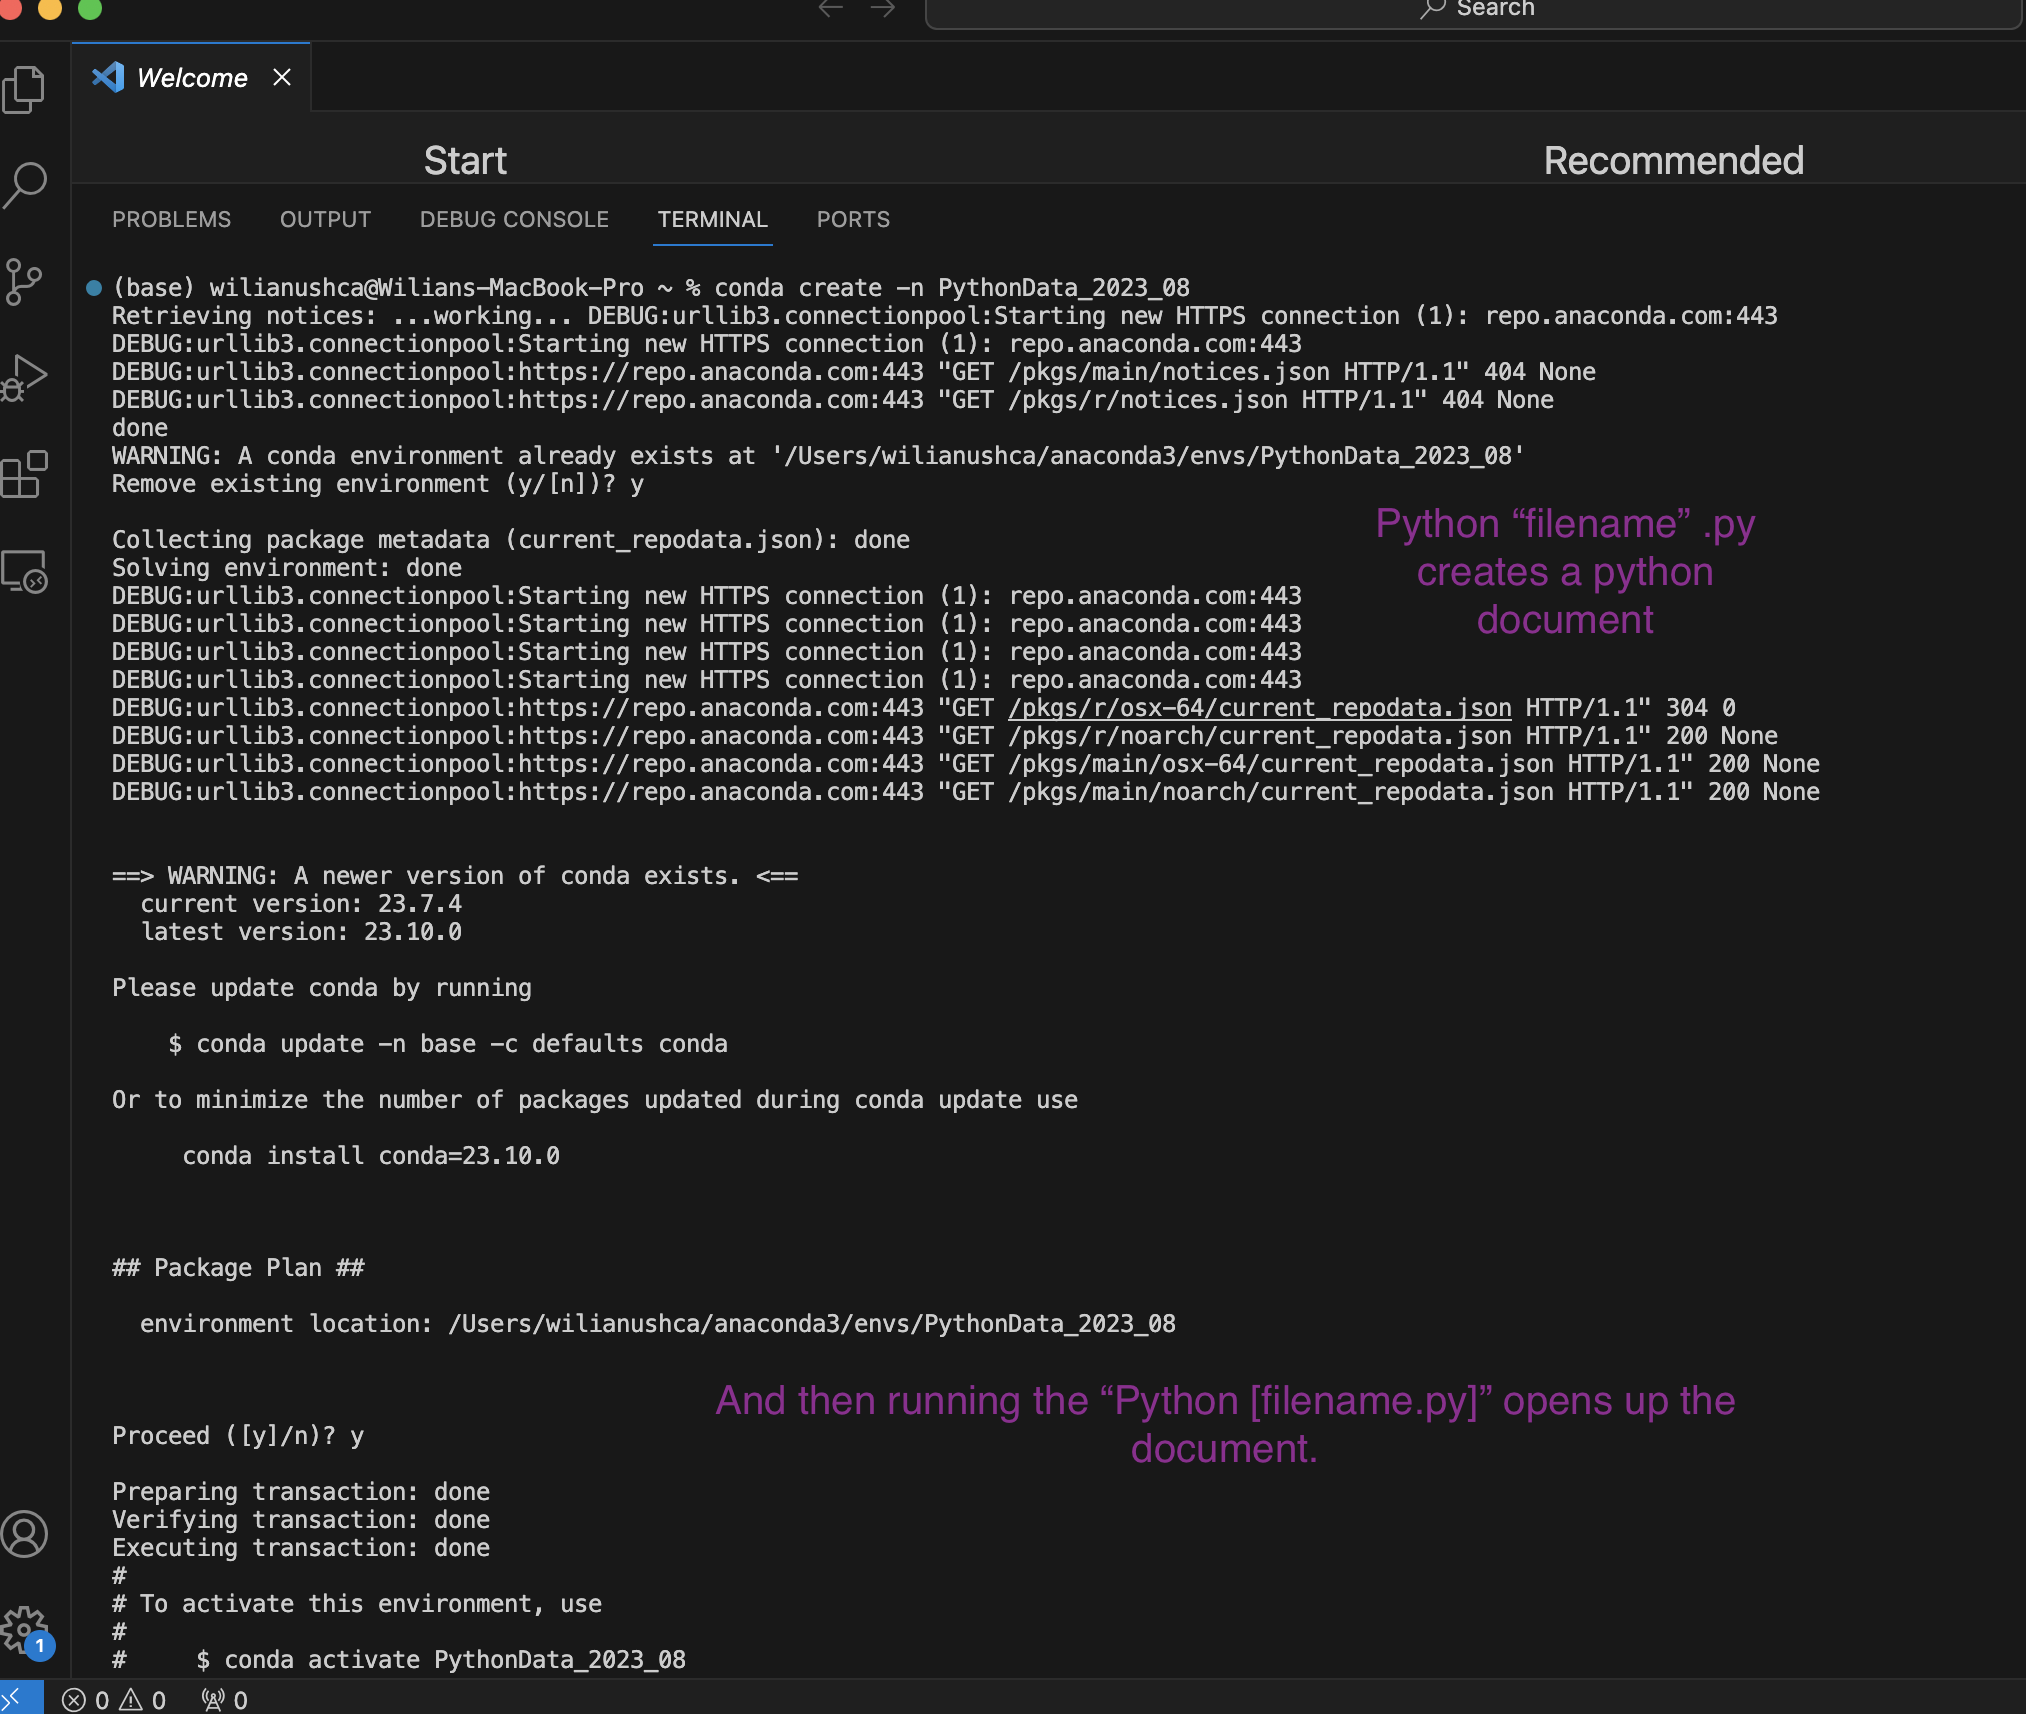 Search
Welcome
Start
Recommended
PROBLEMS OUTPUT DEBUG CONSOLE TERMINAL PORTS
(base) wilianushca@Wilians-MacBook-Pro ~ % conda create -n PythonData_2023_08
Retrieving notices: ...working... DEBUG:urllib3.connectionpool:Starting new HTTPS connection (1): repo.anaconda.com:443
DEBUG:urllib3.connectionpool:Starting new HTTPS connection (1): repo.anaconda.com:443
DEBUG:urllib3.connectionpool:https://repo.anaconda.com:443 "GET /pkgs/main/notices.json HTTP/1.1" 404 None
DEBUG:urllib3.connectionpool:https://repo.anaconda.com:443 "GET /pkgs/r/notices.json HTTP/1.1" 404 None
done
WARNING: A conda environment already exists at '/Users/wilianushca/anaconda3/envs/PythonData_2023_08'
Remove existing environment (y/[n])? y
Python “filename” .py
creates a python
document
Collecting package metadata (current_repodata.json): done
Solving environment: done
DEBUG:urllib3.connectionpool:Starting new HTTPS connection (1): repo.anaconda.com:443
DEBUG:urllib3.connectionpool:Starting new HTTPS connection (1): repo.anaconda.com:443
DEBUG:urllib3.connectionpool:Starting new HTTPS connection (1): repo.anaconda.com:443
DEBUG:urllib3.connectionpool:Starting new HTTPS connection (1): repo.anaconda.com:443
DEBUG:urllib3.connectionpool:https://repo.anaconda.com:443 "GET /pkgs/r/osx-64/current_repodata.json HTTP/1.1" 304 0
DEBUG:urllib3.connectionpool:https://repo.anaconda.com:443 "GET /pkgs/r/noarch/current_repodata.json HTTP/1.1" 200 None
DEBUG:urllib3.connectionpool:https://repo.anaconda.com:443 "GET /pkgs/main/osx-64/current_repodata.json HTTP/1.1" 200 None
DEBUG:urllib3.connectionpool:https://repo.anaconda.com:443 "GET /pkgs/main/noarch/current_repodata.json HTTP/1.1" 200 None
==> WARNING: A newer version of conda exists. <==
current version: 23.7.4
latest version: 23.10.0
Please update conda by running
$ conda update -n base -c defaults conda
Or to minimize the number of packages updated during conda update use
conda install conda=23.10.0
## Package Plan ##
environment location: /Users/wilianushca/anaconda3/envs/PythonData_2023_08
And then running the “Python [filename.py]” opens up the
document.
Proceed ([y]/n)? y
Preparing transaction: done
Verifying transaction: done
Executing transaction: done
#
# To activate this environment, use
#
# $ conda activate PythonData_2023_08
1
0 0 0